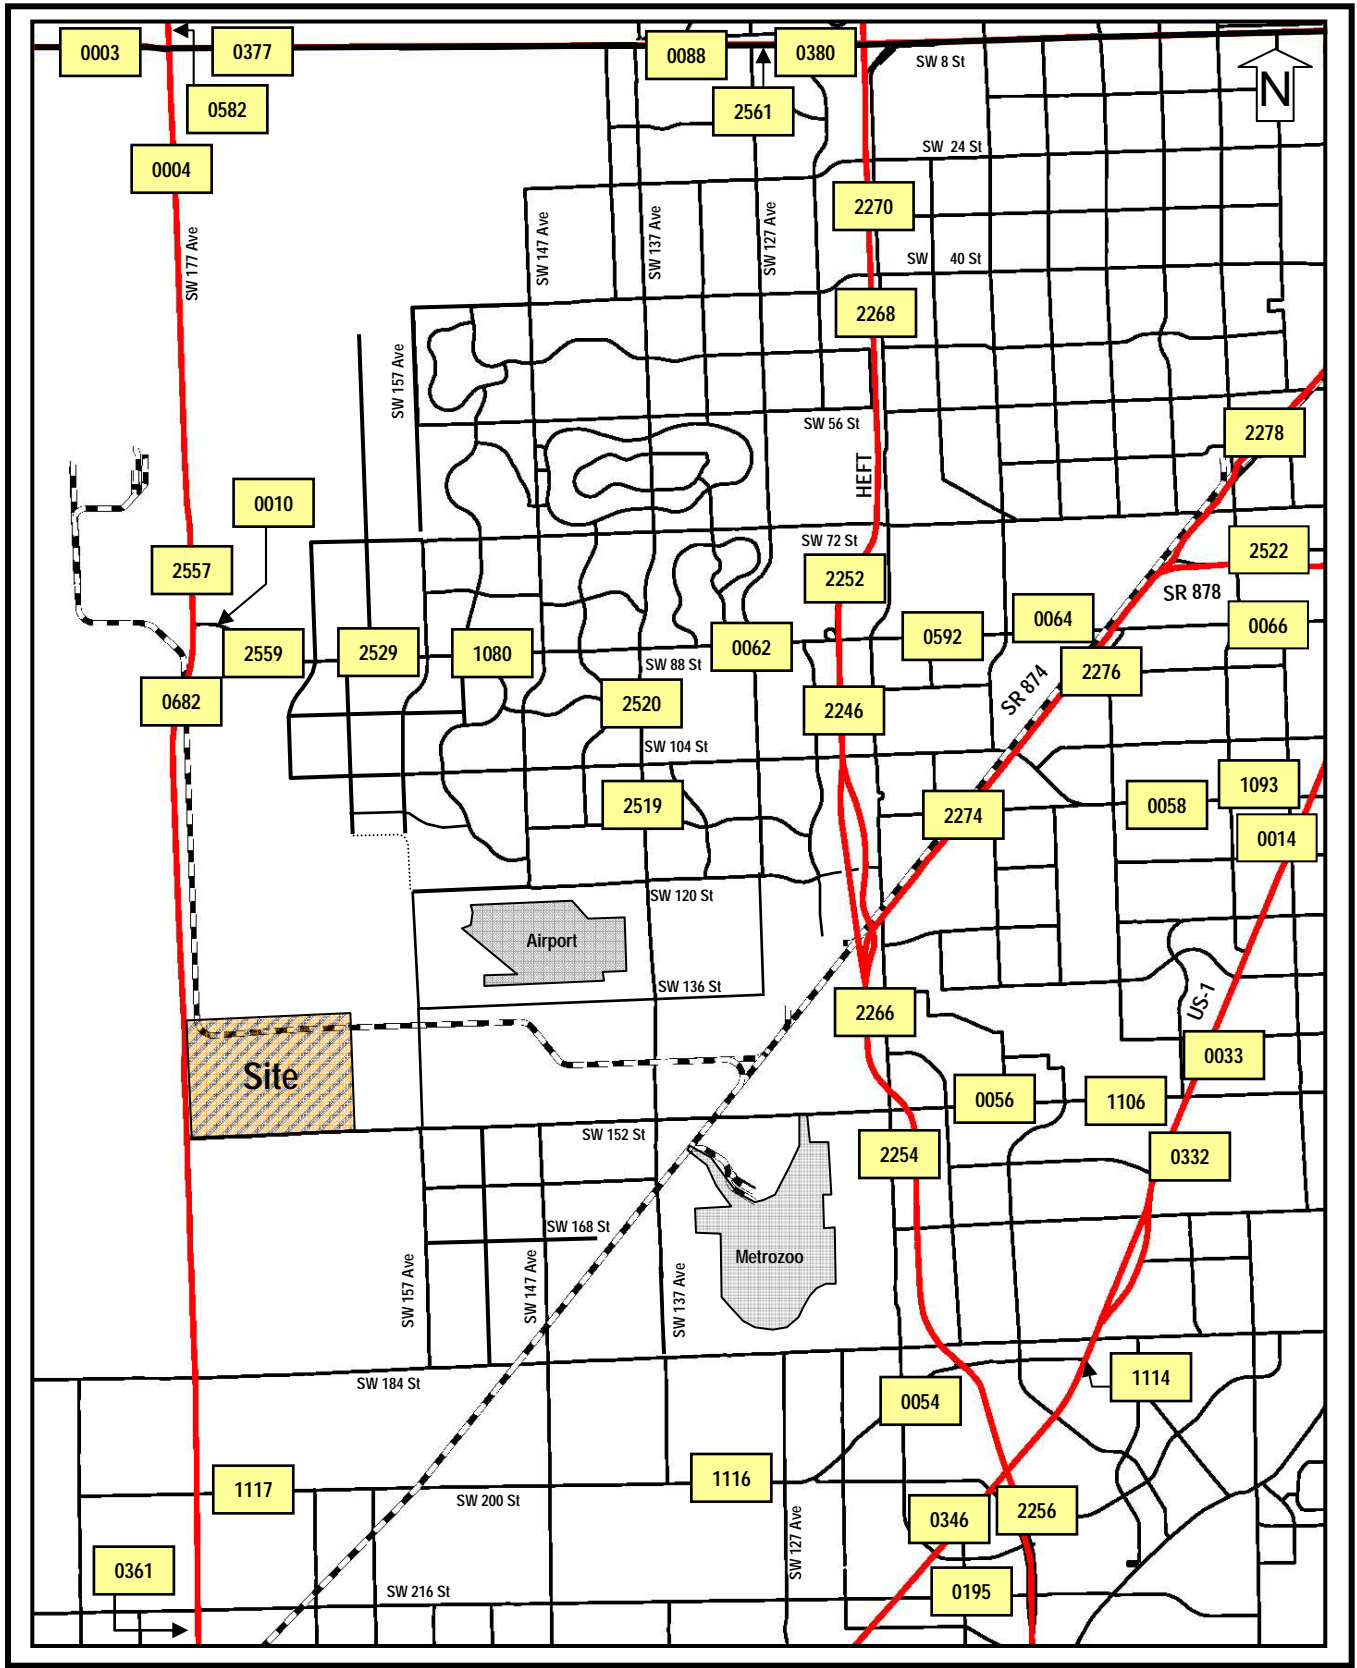 0003
0377
0088
0380
SW 8 St
N
0582
2561
0004
SW 24 St
2270
SW 177 Ave
SW 147 Ave
SW 137 Ave
SW 127 Ave
SW 40 St
2268
SW 157 Ave
SW 56 St
2278
HEFT
0010
SW 72 St
2522
2557
2252
SR 878
0064
0592
0066
2559
2529
1080
0062
SW 88 St
2276
0682
2520
2246
SR 874
SW 104 St
1093
2519
0058
2274
0014
SW 120 St
Airport
SW 136 St
US-1
2266
0033
Site
0056
1106
SW 152 St
2254
0332
SW 168 St
Metrozoo
SW 157 Ave
SW 147 Ave
SW 137 Ave
SW 184 St
1114
0054
1117
1116
SW 200 St
0346
2256
SW 127 Ave
0361
SW 216 St
0195